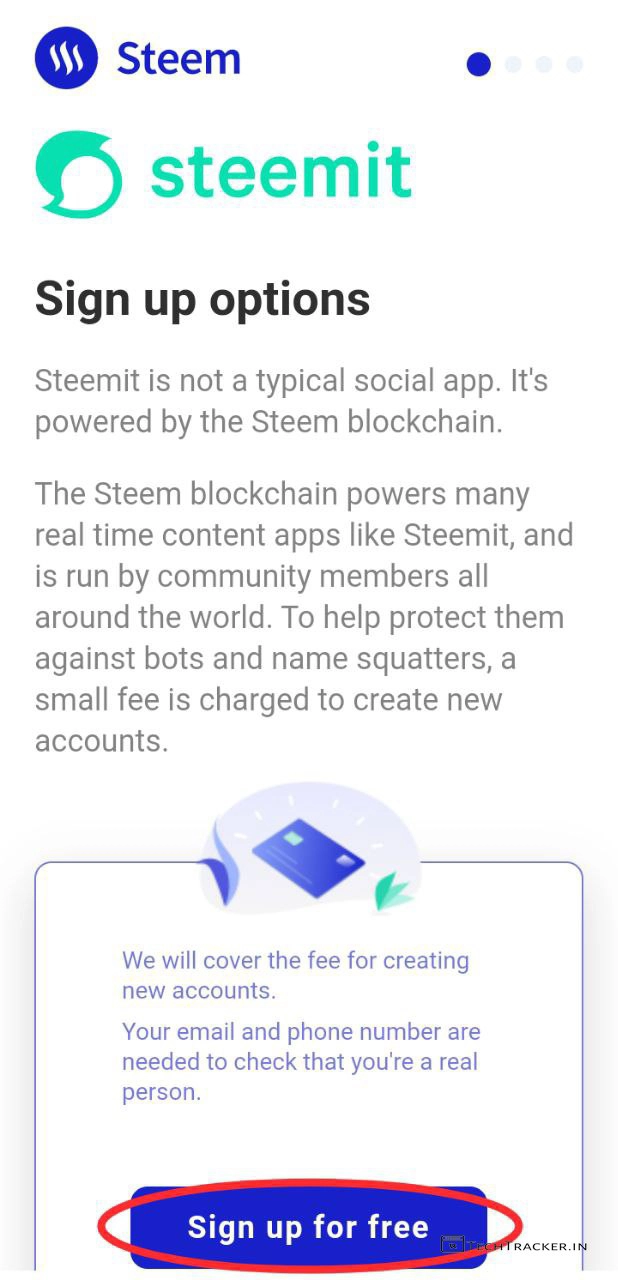 Steem
steemit
Sign up options
Steemit is not a typical social app. It's
powered by the Steem blockchain.
The Steem blockchain powers many
real time content apps like Steemit, and
is run by community members all
around the world. To help protect them
against bots and name squatters, a
small fee is charged to create new
accounts.
We will cover the fee for creating
new accounts.
Your email and phone number are
needed to check that you're a real
person.
Sign up for free
TECHTRACKER.IN